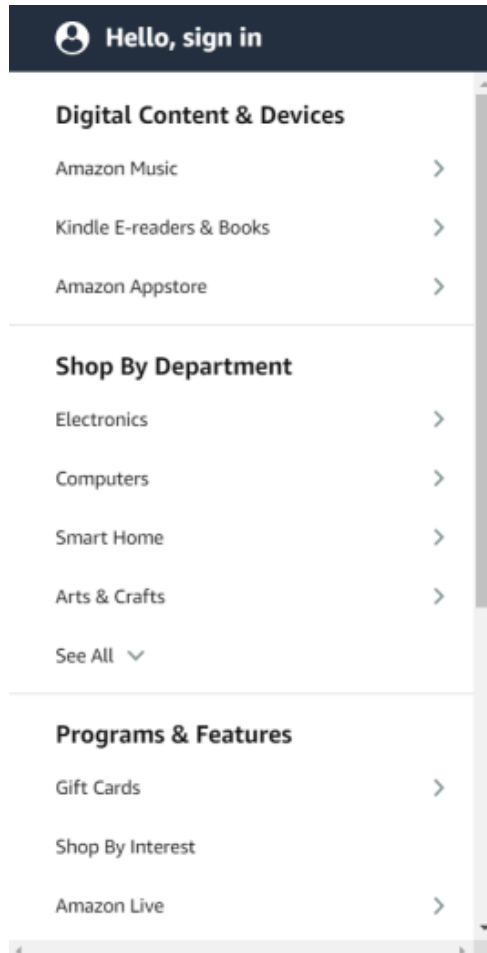 Hello, sign in
Digital Content & Devices
Amazon Music
Kindle E-readers & Books
Amazon Appstore
Shop By Department
Electronics
Computers
Smart Home
Arts & Crafts
See All
Programs & Features
Gift Cards
Shop By Interest
Amazon Live